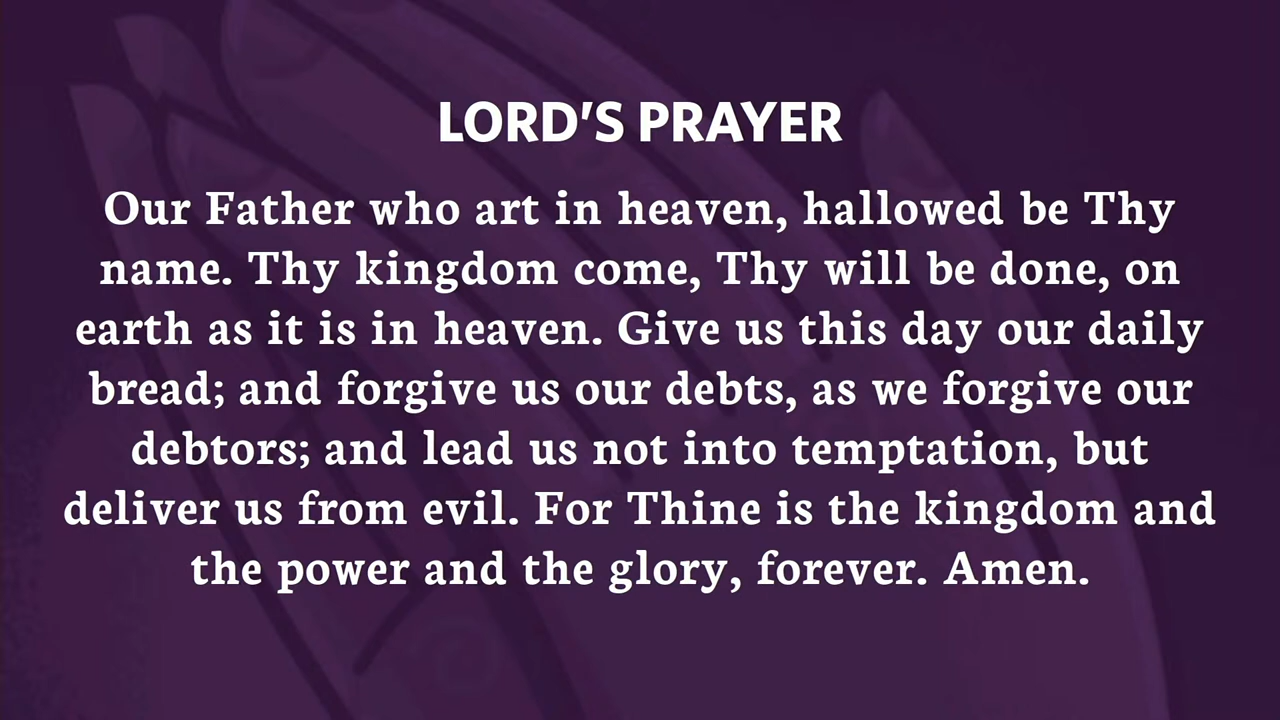 LORD'S PRAYER
Our Father who art in heaven, hallowed be Thy
name. Thy kingdom come, Thy will be done, on
earth as it is in heaven. Give us this day our daily
bread; and forgive us our debts, as we forgive our
debtors; and lead us not into temptation, but
deliver us from evil. For Thine is the kingdom and
the power and the glory, forever. Amen.